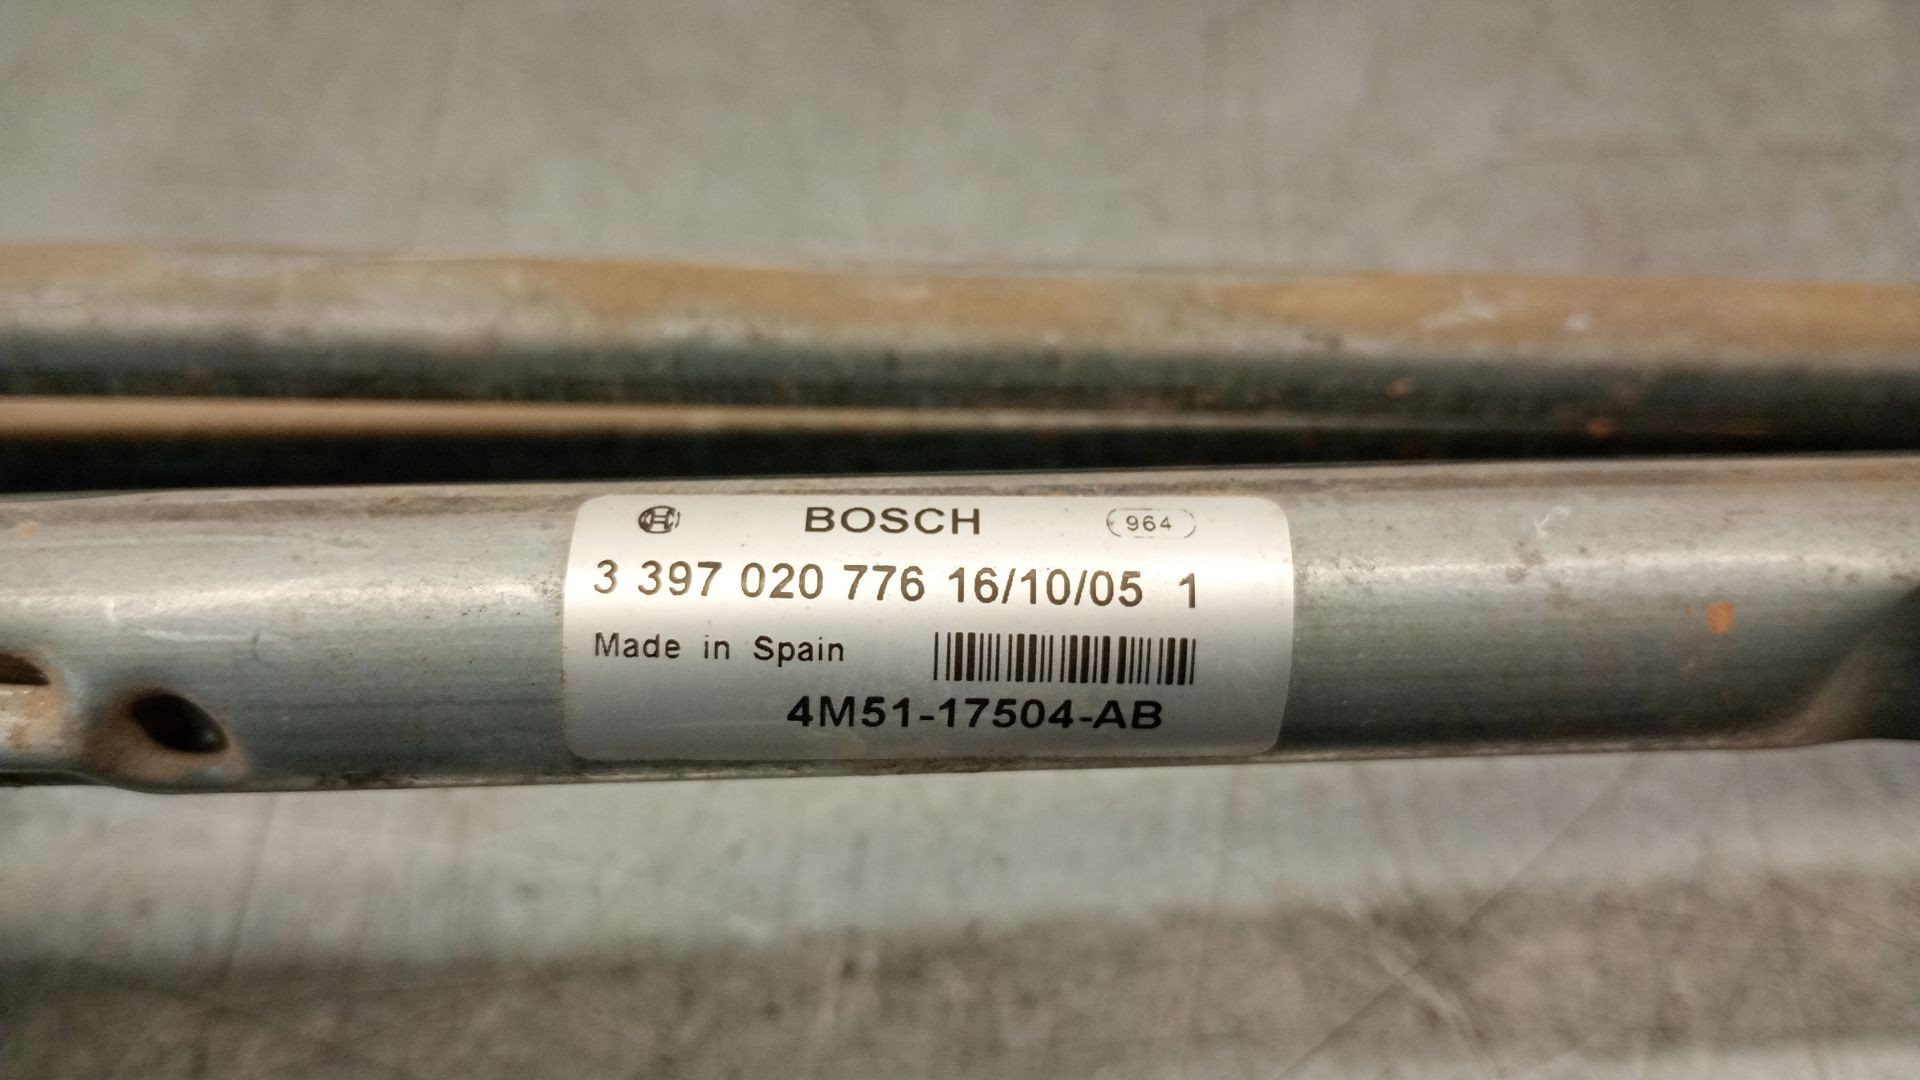 BOSCH 964
3 397 020 776 16/10/05 1
Made in Spain
4M51-17504-AB